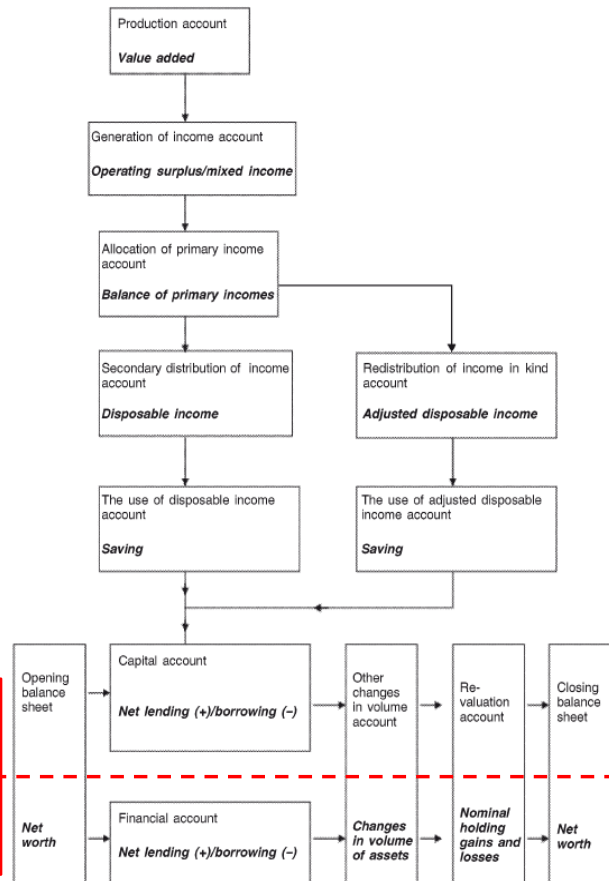 Production account
Value added
Generation of income account
Operating surplus/mixed income
Allocation of primary income
account
Balance of primary incomes
Secondary distribution of income
account
Disposable income
Redistribution of income in kind
account
Adjusted disposable income
The use of disposable income
account
Saving
The use of adjusted disposable
income account
Saving
Opening
balance
sheet
Capital account
Net lending (+)/borrowing (–)
Other
changes
in volume
account
Re-
valuation
account
Closing
balance
sheet
Net
worth
Financial account
Net lending (+)/borrowing (–)
Changes
in volume
of assets
Nominal
holding
gains and
losses
Net
worth